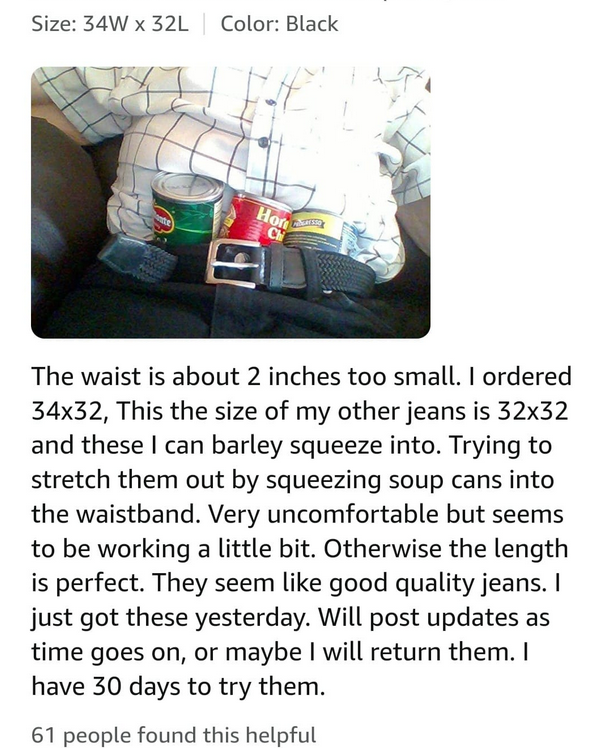 Size: 34W x 32L | Color: Black
Hor
Ch
PROGRESSO
The waist is about 2 inches too small. I ordered
34x32, This the size of my other jeans is 32x32
and these I can barley squeeze into. Trying to
stretch them out by squeezing soup cans into
the waistband. Very uncomfortable but seems
to be working a little bit. Otherwise the length
is perfect. They seem like good quality jeans. I
just got these yesterday. Will post updates as
time goes on, or maybe I will return them. I
have 30 days to try them.
61 people found this helpful